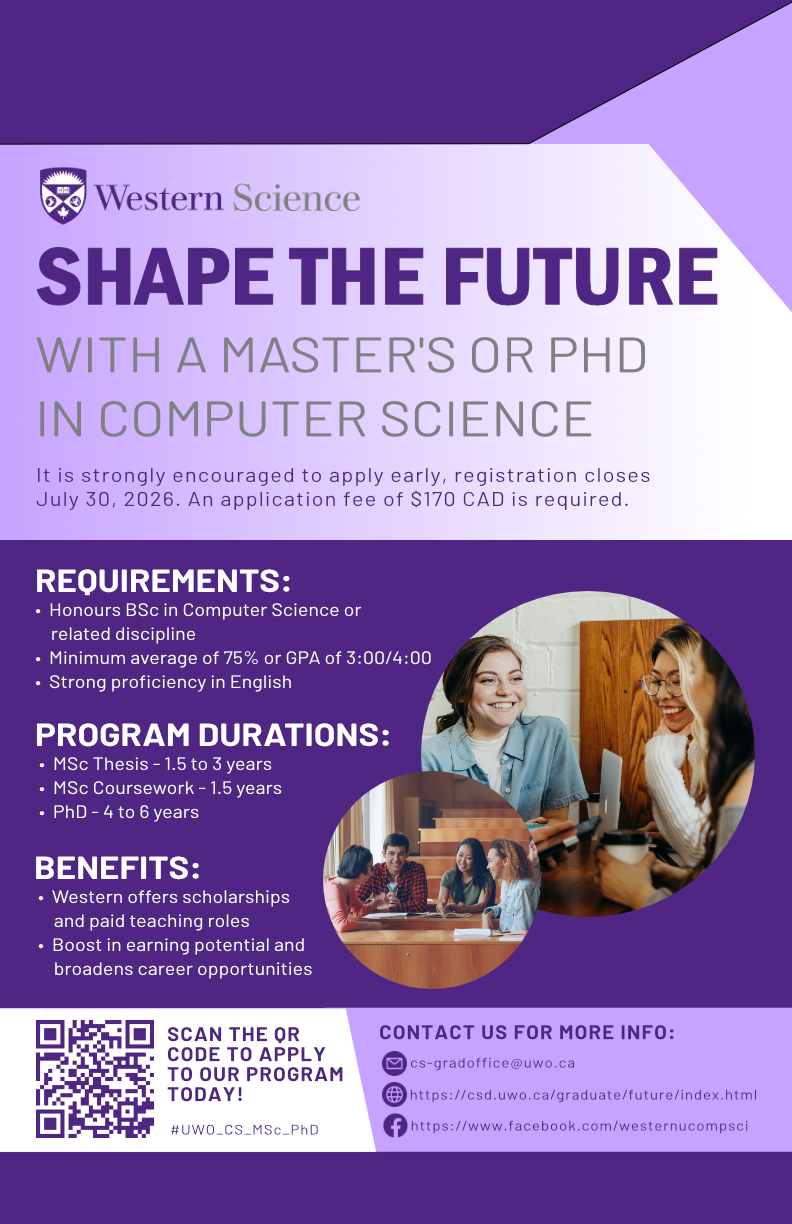 Western Science
SHAPE THE FUTURE
WITH A MASTER'S OR PHD
IN COMPUTER SCIENCE
It is strongly encouraged to apply early, registration closes
July 30, 2026. An application fee of $170 CAD is required.
REQUIREMENTS:
• Honours BSc in Computer Science or
related discipline
• Minimum average of 75% or GPA of 3:00/4:00
• Strong proficiency in English
PROGRAM DURATIONS:
• MSc Thesis - 1.5 to 3 years
• MSc Coursework - 1.5 years
• PhD - 4 to 6 years
BENEFITS:
• Western offers scholarships
and paid teaching roles
• Boost in earning potential and
broadens career opportunities
SCAN THE QR
CODE TO APPLY
TO OUR PROGRAM
TODAY!
#UWO_CS_MSc_PhD
CONTACT US FOR MORE INFO:
cs-gradoffice@uwo.ca
https://csd.uwo.ca/graduate/future/index.html
https://www.facebook.com/westernucompsci